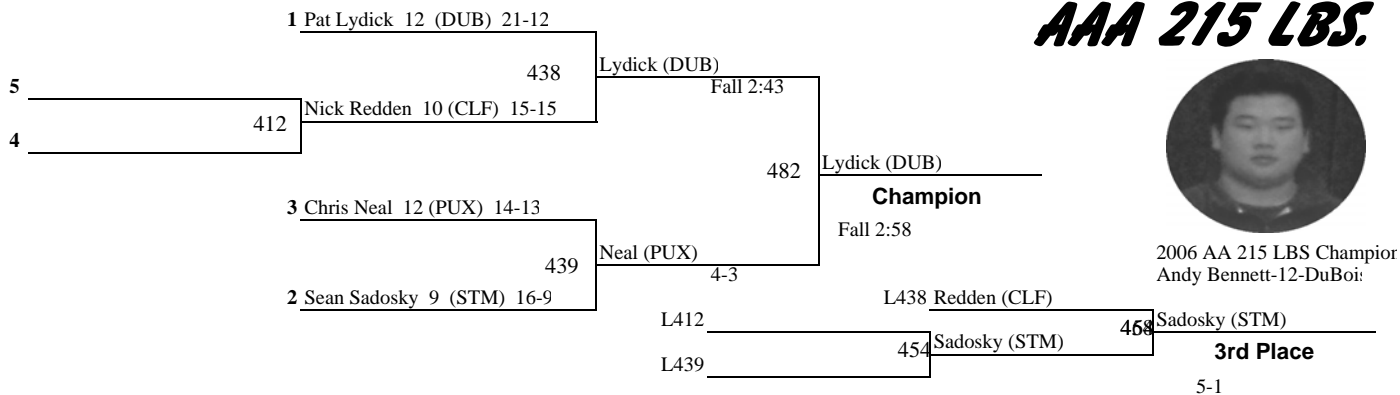 AAA 215 LBS.
1 Pat Lydick 12 (DUB) 21-12
438
Lydick (DUB)
Fall 2:43
5
412
Nick Redden 10 (CLF) 15-15
4
482
Lydick (DUB)
Champion
Fall 2:58
3 Chris Neal 12 (PUX) 14-13
439
Neal (PUX)
4-3
2 Sean Sadosky 9 (STM) 16-9
2006 AA 215 LBS Champion
Andy Bennett-12-DuBois
L438 Redden (CLF)
L412
454
Sadosky (STM)
L439
Sadosky (STM)
3rd Place
5-1